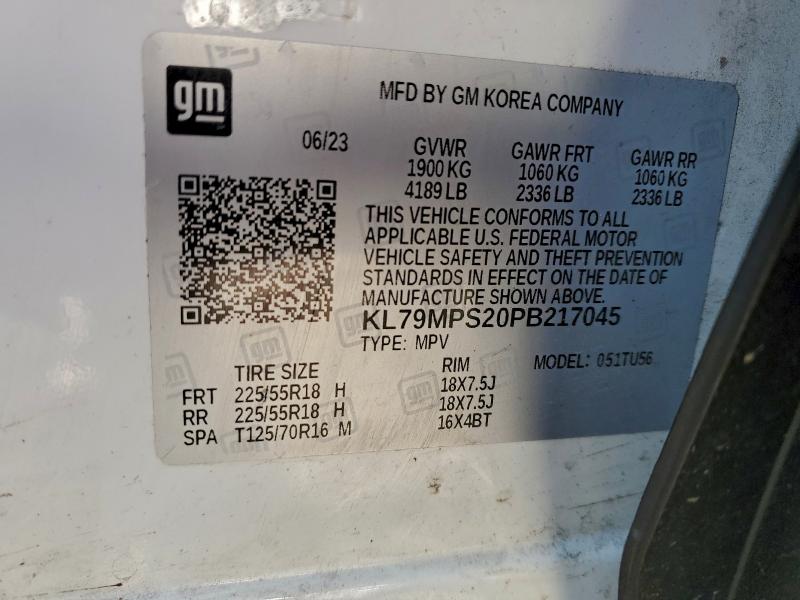 gm
MFD BY GM KOREA COMPANY
06/23 GVWR GAWR FRT GAWR RR
1900 KG 1060 KG 1060 KG
4189 LB 2336 LB 2336 LB
THIS VEHICLE CONFORMS TO ALL
APPLICABLE U.S. FEDERAL MOTOR
VEHICLE SAFETY AND THEFT PREVENTION
STANDARDS IN EFFECT ON THE DATE OF
MANUFACTURE SHOWN ABOVE.
KL79MPS20PB217045
TYPE: MPV MODEL: 051TU56
TIRE SIZE RIM
FRT 225/55R18 H 18X7.5J
RR 225/55R18 H 18X7.5J
SPA T125/70R16 M 16X4BT